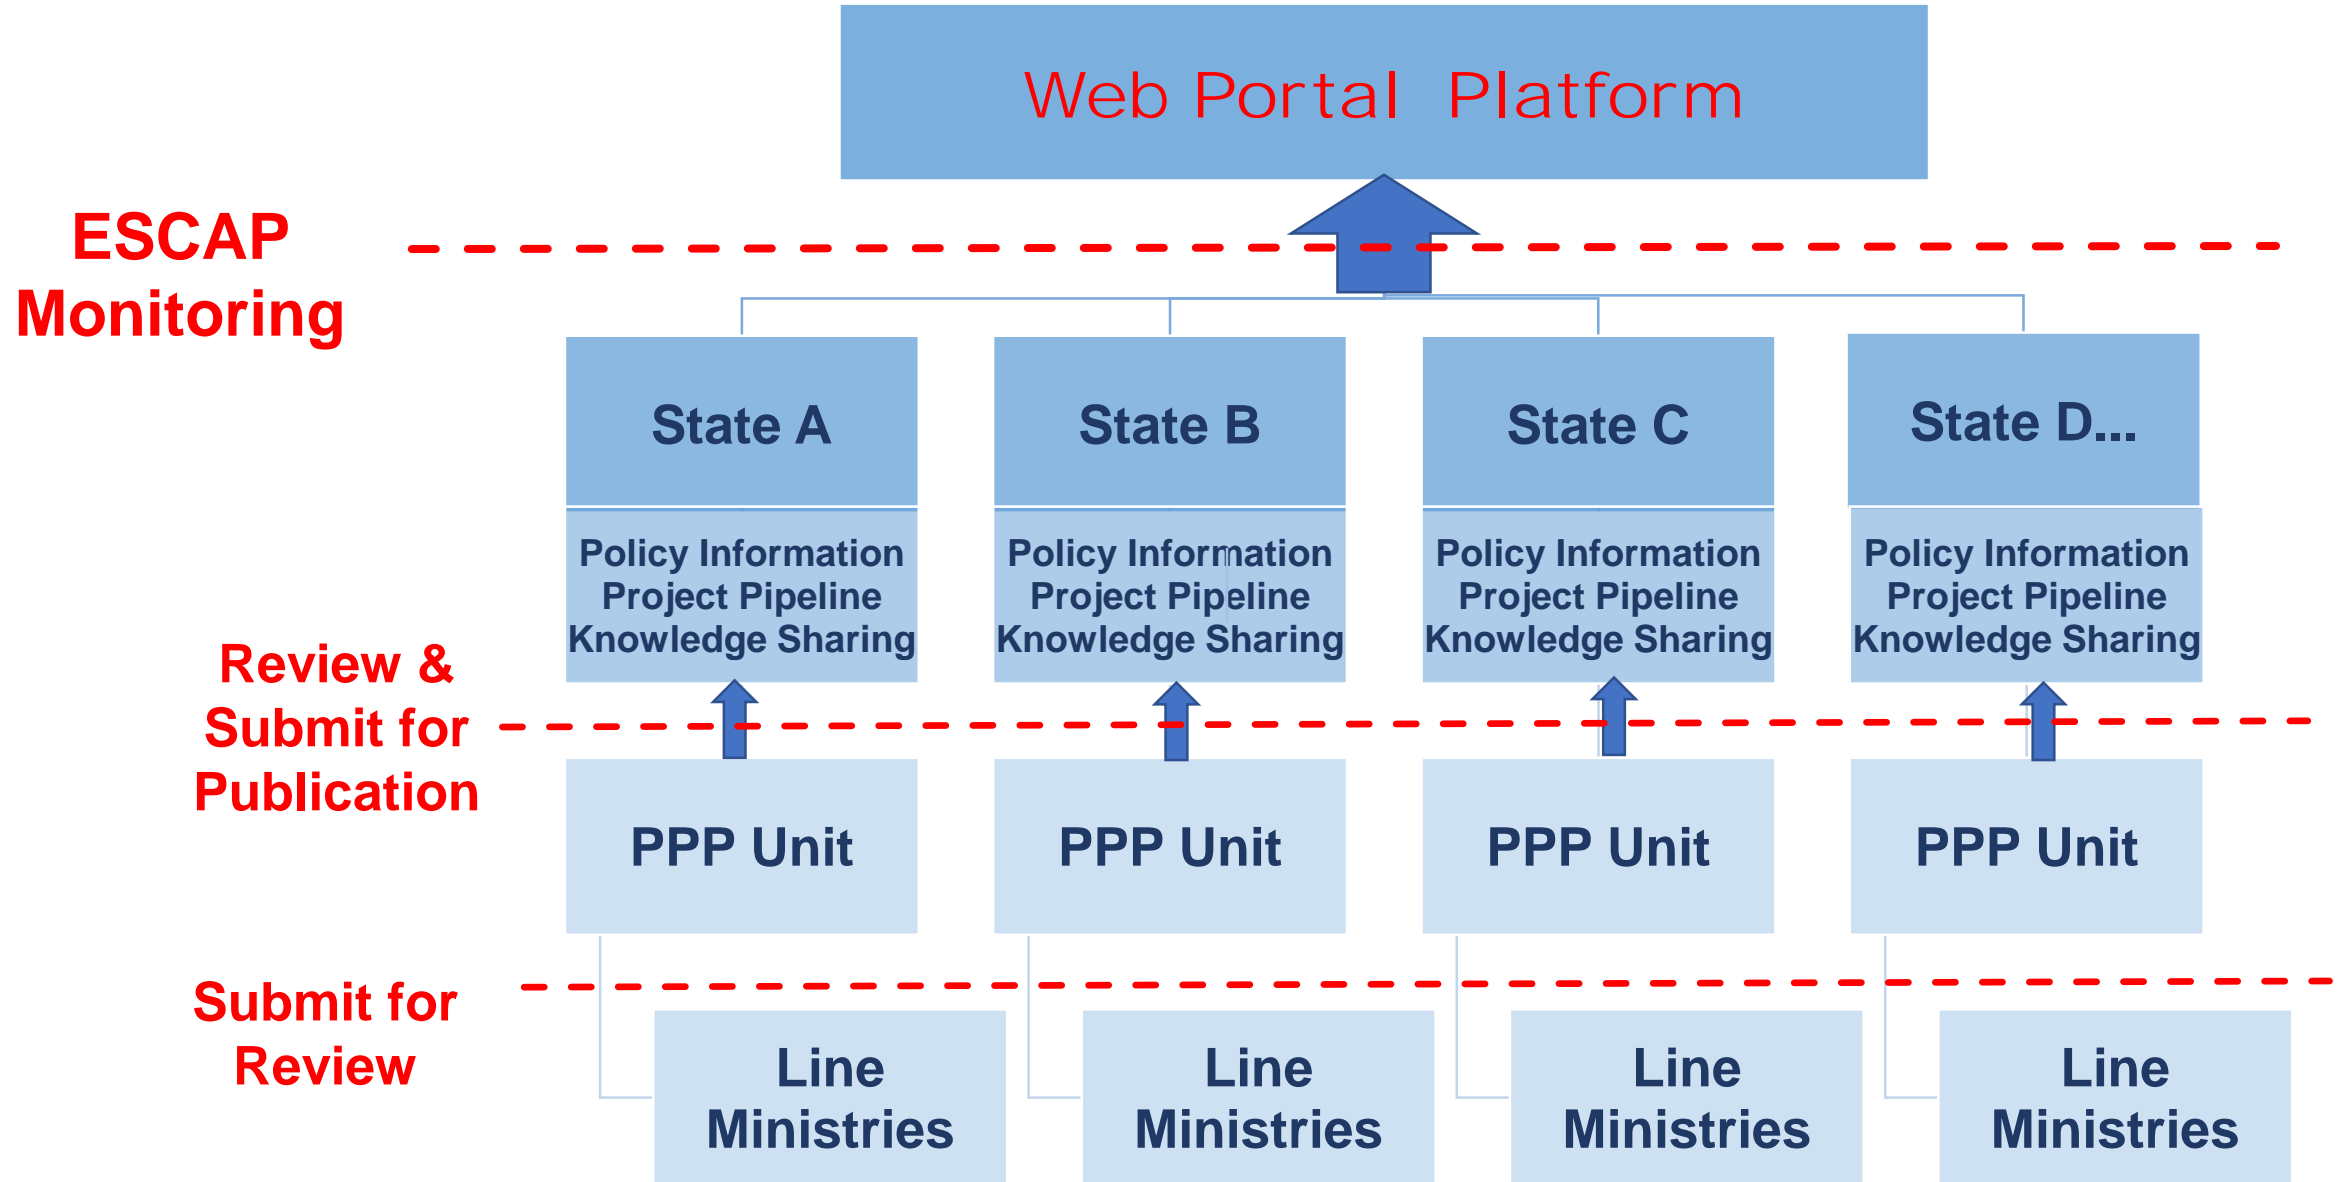 Web Portal Platform
ESCAP
Monitoring
State A
State B
State C
State D...
Policy Information
Project Pipeline
Knowledge Sharing
Policy Information
Project Pipeline
Knowledge Sharing
Policy Information
Project Pipeline
Knowledge Sharing
Policy Information
Project Pipeline
Knowledge Sharing
Review &
Submit for
Publication
PPP Unit
PPP Unit
PPP Unit
PPP Unit
Submit for
Review
Line
Ministries
Line
Ministries
Line
Ministries
Line
Ministries